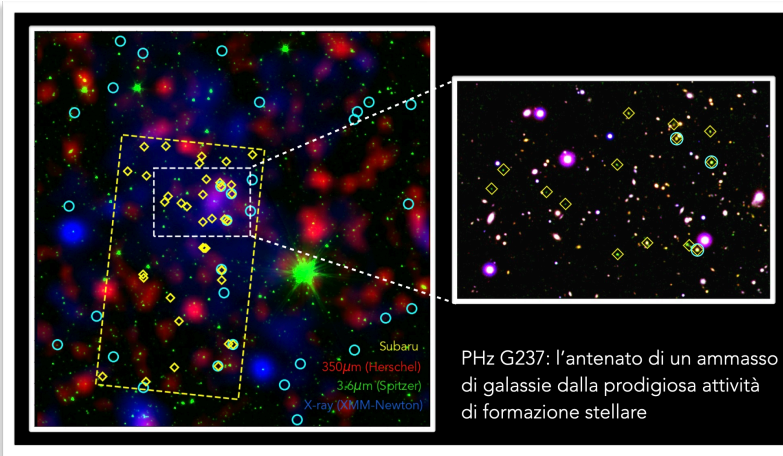 Subaru
350μm (Herschel)
3.6μm (Spitzer)
X-ray (XMM-Newton)
PHz G237: l'antenato di un ammasso
di galassie dalla prodigiosa attività
di formazione stellare